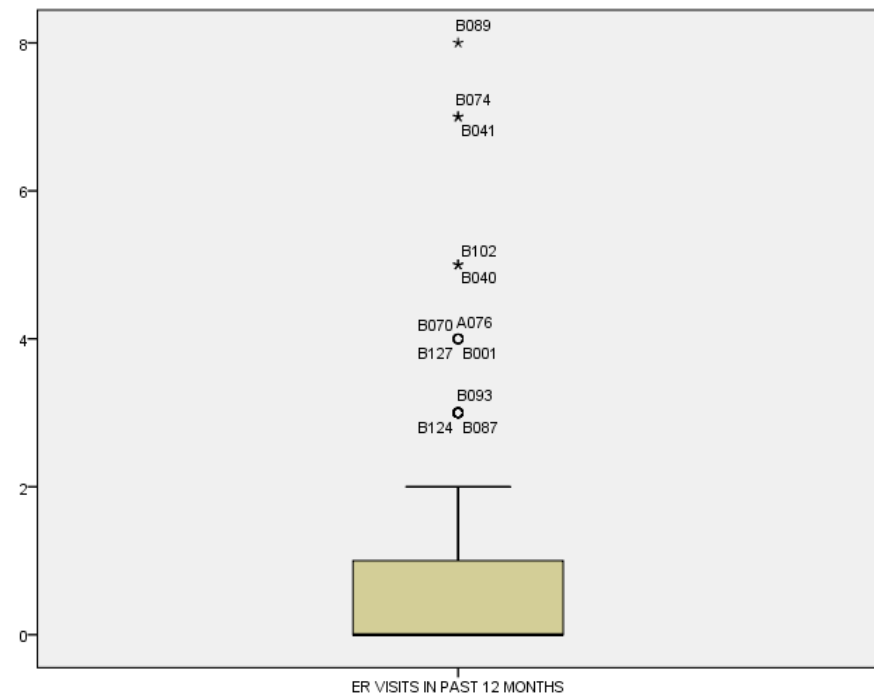 B089
8
B074
B041
6
B102
B040
B070 A076
4
B127 B001
B093
B124 B087
2
0
ER VISITS IN PAST 12 MONTHS